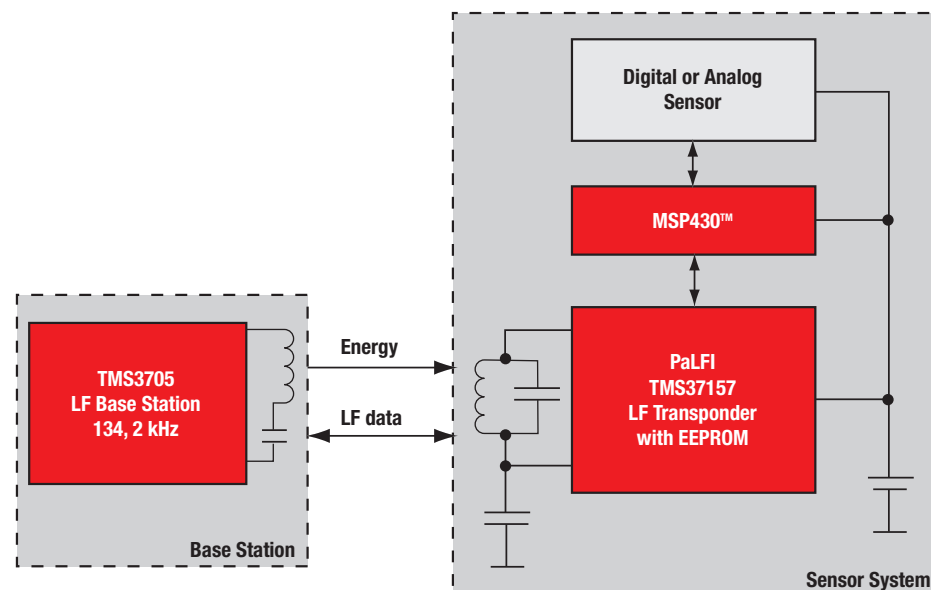 Digital or Analog
Sensor
MSP430™
Energy
LF data
TMS3705
LF Base Station
134, 2 kHz
PaLFI
TMS37157
LF Transponder
with EEPROM
Base Station
Sensor System